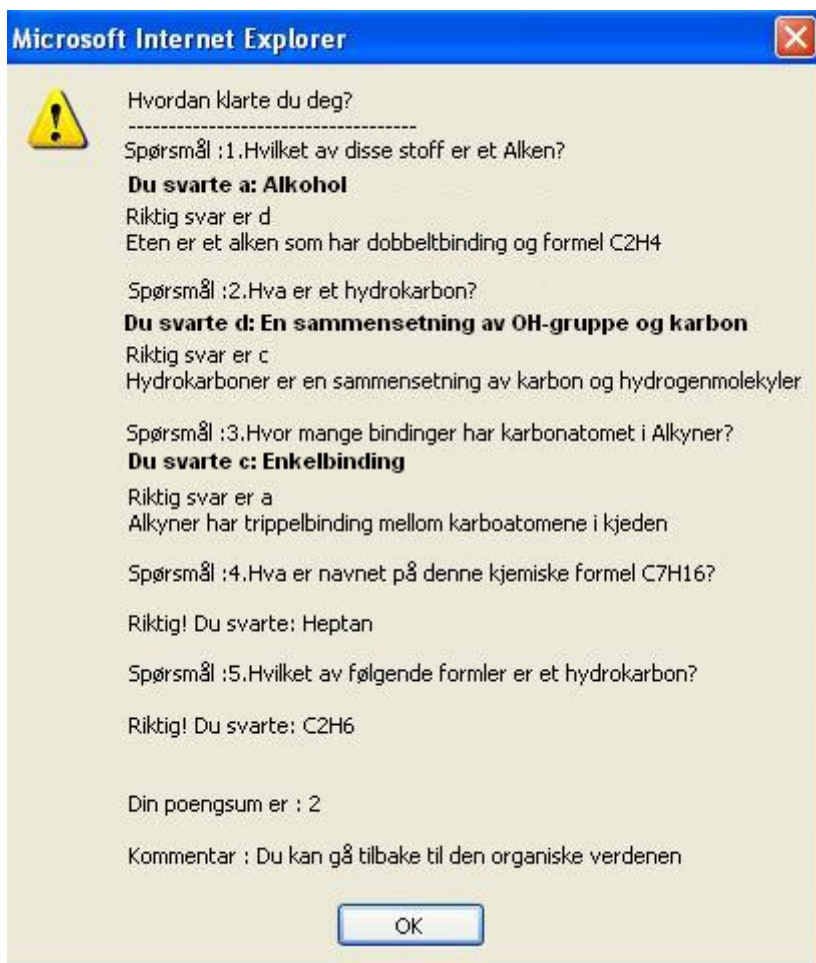 Microsoft Internet Explorer
Hvordan klarte du deg?
------------------------------------
Spørsmål :1.Hvilket av disse stoff er et Alken?
Du svarte a: Alkohol
Riktig svar er d
Eten er et alken som har dobbeltbinding og formel C2H4
Spørsmål :2.Hva er et hydrokarbon?
Du svarte d: En sammensetning av OH-gruppe og karbon
Riktig svar er c
Hydrokarboner er en sammensetning av karbon og hydrogenmolekyler
Spørsmål :3.Hvor mange bindinger har karbonatomet i Alkyner?
Du svarte c: Enkelbinding
Riktig svar er a
Alkyner har trippelbinding mellom karboatomene i kjeden
Spørsmål :4.Hva er navnet på denne kjemiske formel C7H16?
Riktig! Du svarte: Heptan
Spørsmål :5.Hvilket av følgende formler er et hydrokarbon?
Riktig! Du svarte: C2H6
Din poengsum er : 2
Kommentar : Du kan gå tilbake til den organiske verdenen
OK